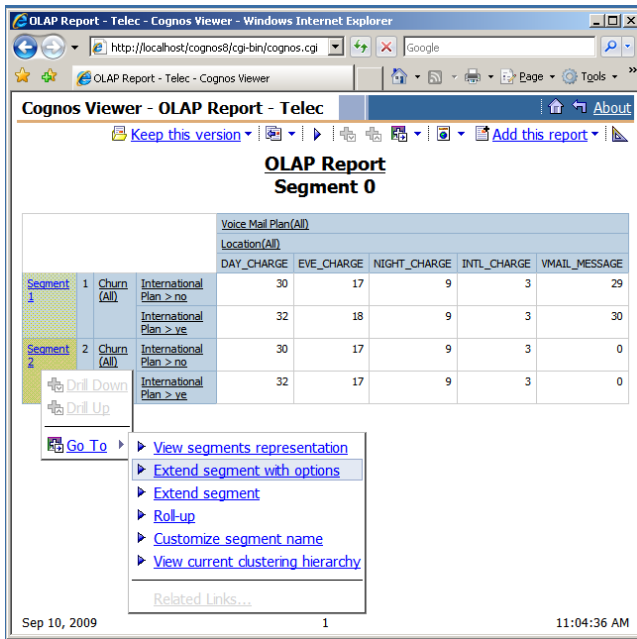 OLAP Report - Telec - Cognos Viewer - Windows Internet Explorer
http://localhost/cognos8/cgi-bin/cognos.cgi
Google
OLAP Report - Telec - Cognos Viewer
Page
Tools
»
Cognos Viewer - OLAP Report - Telec
About
Keep this version
Add this report
OLAP Report
Segment 0
Voice Mail Plan(All)
Location(All)
DAY_CHARGE EVE_CHARGE NIGHT_CHARGE INTL_CHARGE VMAIL_MESSAGE
Segment 1 Churn International 30 17 9 3 29
1 (All) Plan > no
International 32 18 9 3 30
Plan > ye
Segment 2 Churn International 30 17 9 3 0
2 (All) Plan > no
International 32 17 9 3 0
Plan > ye
Drill Down
Drill Up
Go To
View segments representation
Extend segment with options
Extend segment
Roll-up
Customize segment name
View current clustering hierarchy
Related Links...
Sep 10, 2009 1 11:04:36 AM